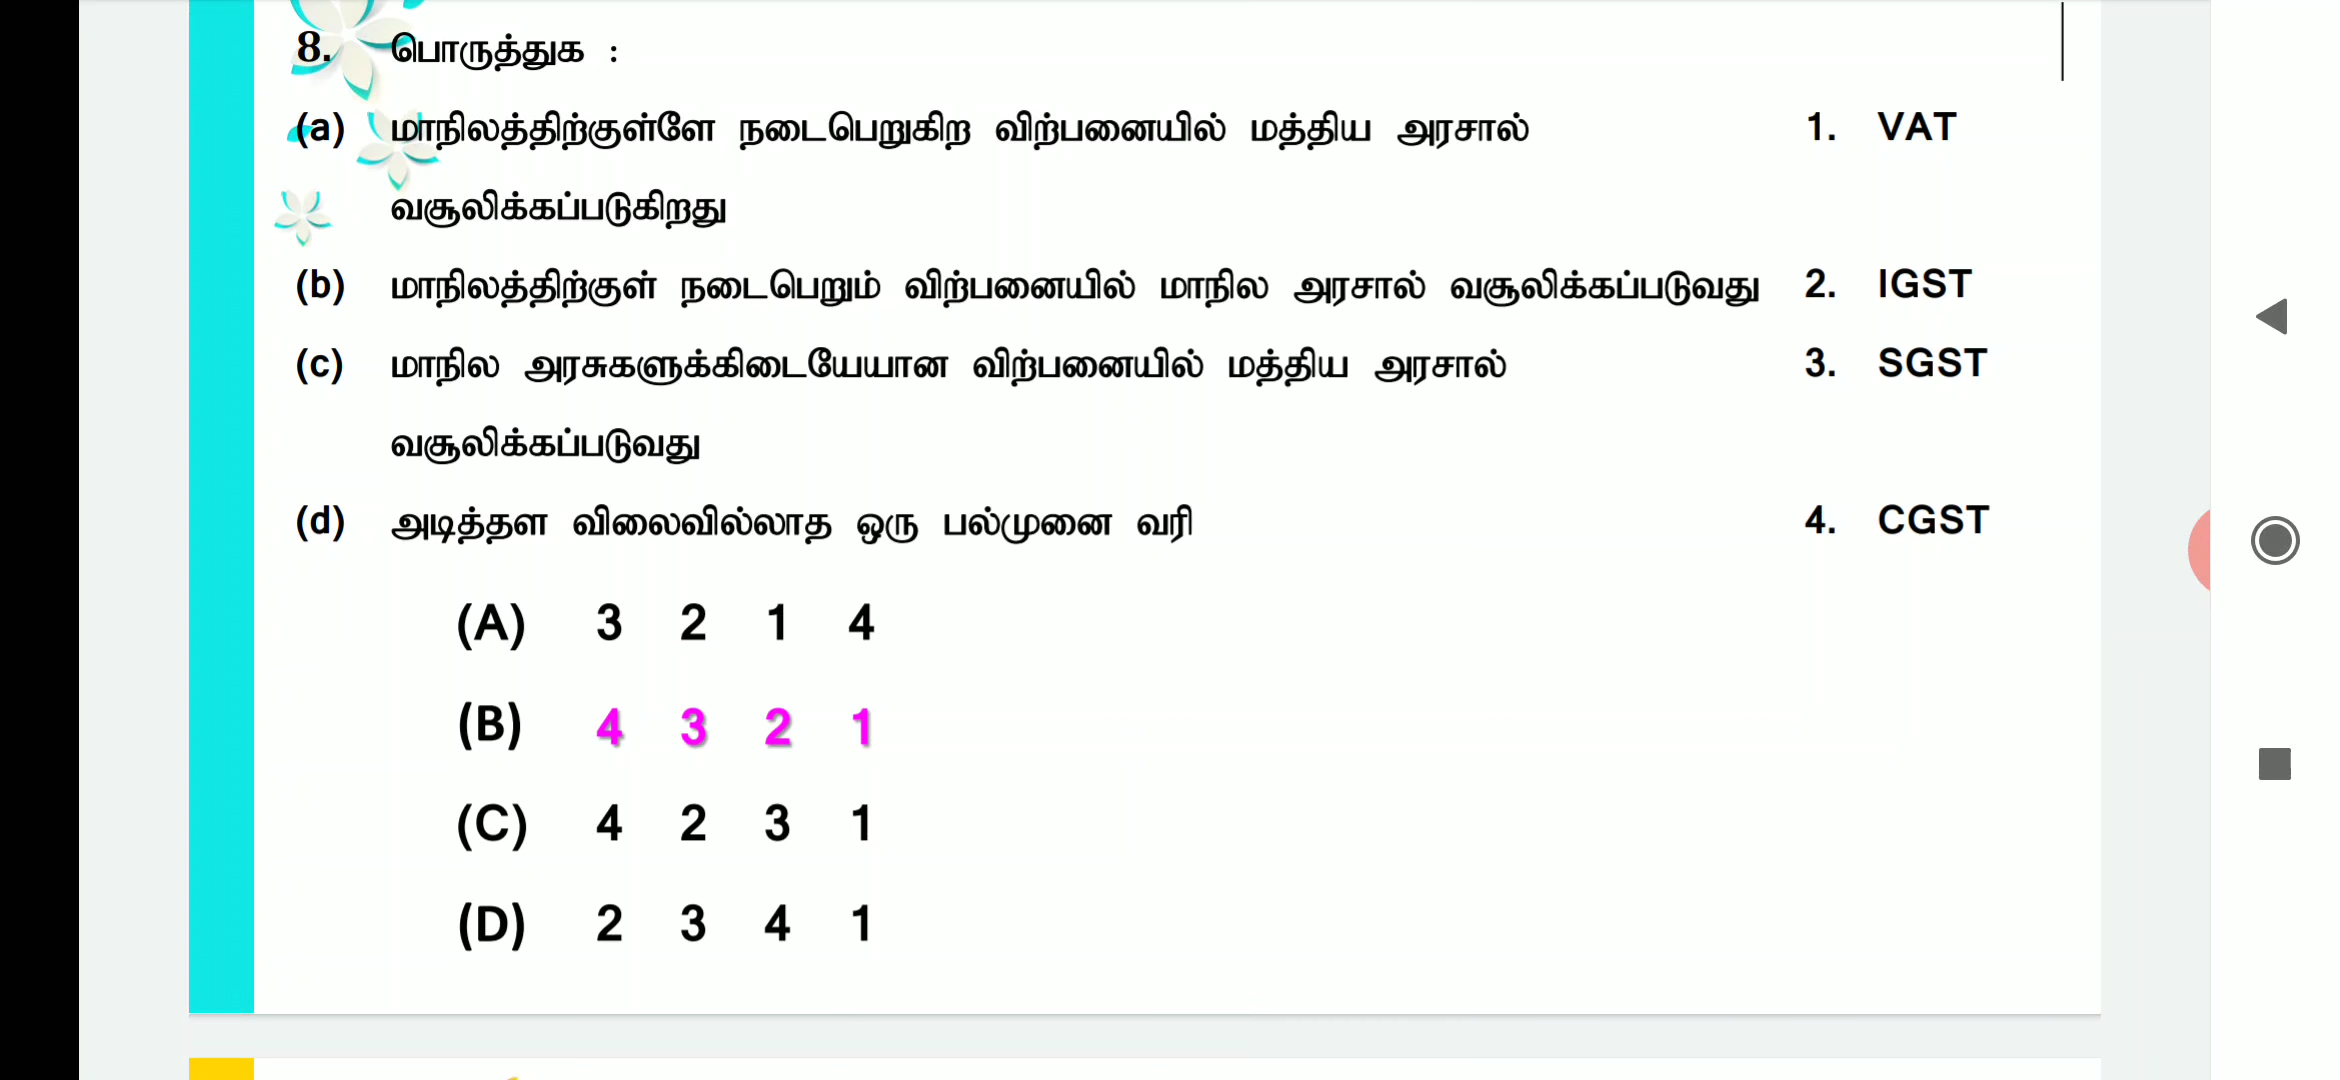 8. பொருத்துக :
(a) மாநிலத்திற்குள்ளே நடைபெறுகிற விற்பனையில் மத்திய அரசால் 1. VAT
வசூலிக்கப்படுகிறது
(b) மாநிலத்திற்குள் நடைபெறும் விற்பனையில் மாநில அரசால் வசூலிக்கப்படுவது 2. IGST
(c) மாநில அரசுகளுக்கிடையேயான விற்பனையில் மத்திய அரசால் 3. SGST
வசூலிக்கப்படுவது
(d) அடித்தள விலைவில்லாத ஒரு பல்முனை வரி 4. CGST
(A) 3 2 1 4
(B) 4 3 2 1
(C) 4 2 3 1
(D) 2 3 4 1